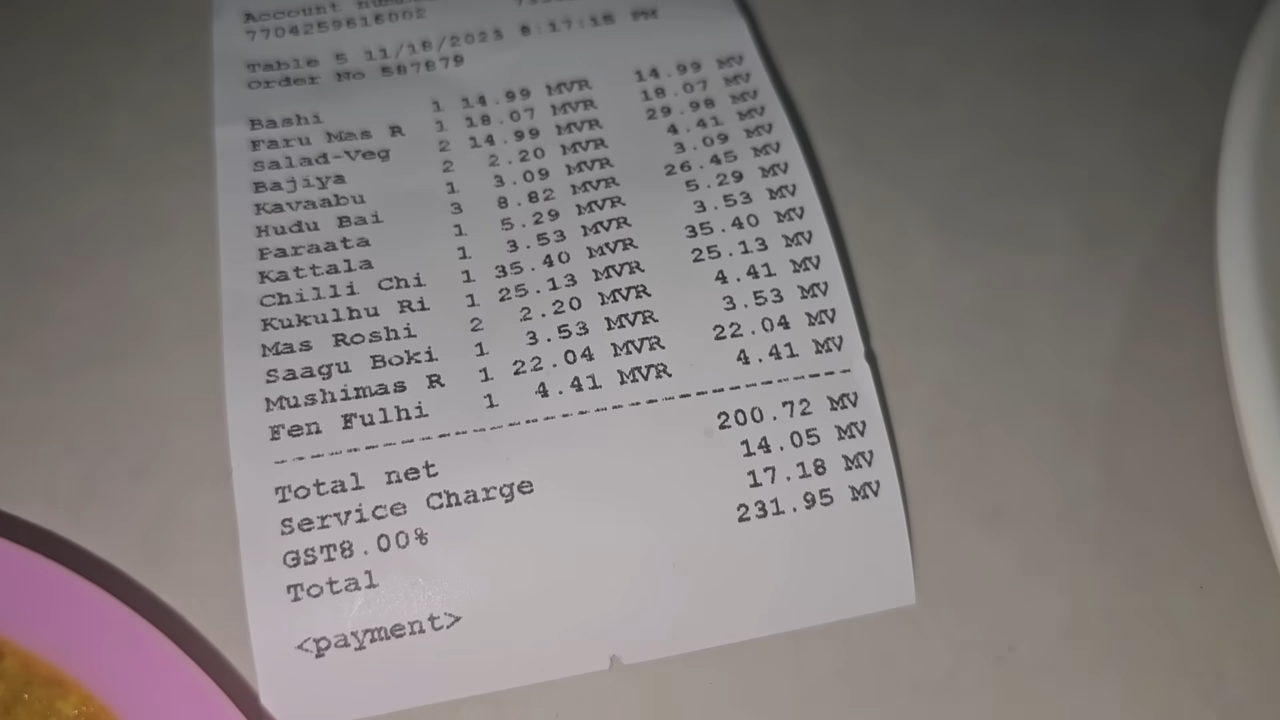 Account
7704259616002
Table 5 11/18/2023 8:17:15 PM
Order No 587879
Bashi 1 14.99 MVR 14.99 MV
Faru Mas R 1 18.07 MVR 18.07 MV
Salad-Veg 2 14.99 MVR 29.98 MV
Bajiya 2 2.20 MVR 4.41 MV
Kavaabu 1 3.09 MVR 3.09 MV
Hudu Bai 3 8.82 MVR 26.45 MV
Paraata 1 5.29 MVR 5.29 MV
Kattala 1 3.53 MVR 3.53 MV
Chilli Chi 1 35.40 MVR 35.40 MV
Kukulhu Ri 1 25.13 MVR 25.13 MV
Mas Roshi 2 2.20 MVR 4.41 MV
Saagu Boki 1 3.53 MVR 3.53 MV
Mushimas R 1 22.04 MVR 22.04 MV
Fen Fulhi 1 4.41 MVR 4.41 MV
Total net 200.72 MV
Service Charge 14.05 MV
GST8.00% 17.18 MV
Total 231.95 MV
<payment>